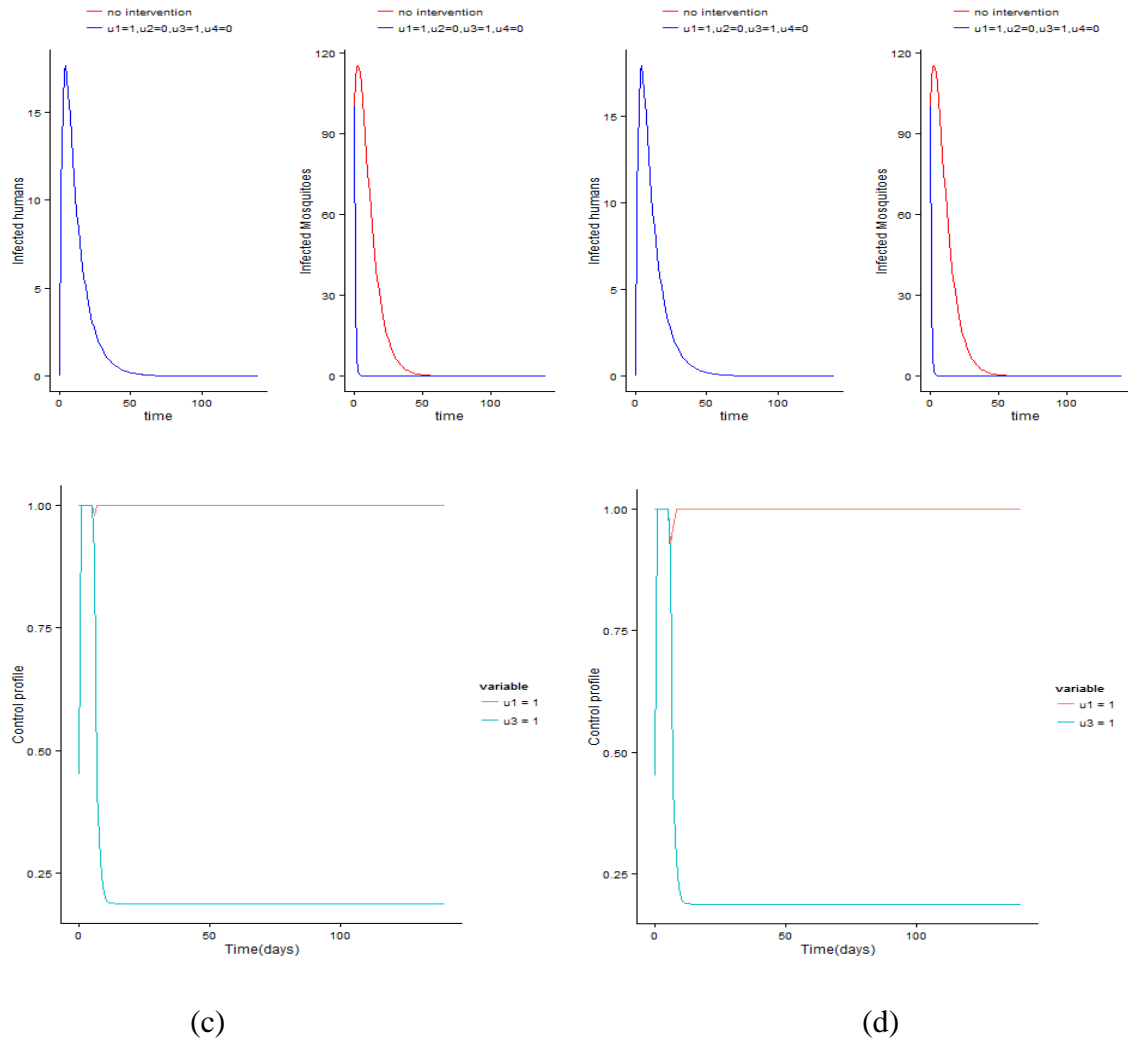 no intervention
u1=1,u2=0,u3=1,u4=0
no intervention
u1=1,u2=0,u3=1,u4=0
no intervention
u1=1,u2=0,u3=1,u4=0
no intervention
u1=1,u2=0,u3=1,u4=0
Infected humans
15
10
5
0
0
50
100
time
Infected Mosquitoes
120
90
60
30
0
0
50
100
time
Infected humans
15
10
5
0
0
50
100
time
Infected Mosquitoes
120
90
60
30
0
0
50
100
time
Control profile
1.00
0.75
0.50
0.25
0
50
100
Time(days)
variable
u1 = 1
u3 = 1
Control profile
1.00
0.75
0.50
0.25
0
50
100
Time(days)
variable
u1 = 1
u3 = 1
(c)
(d)